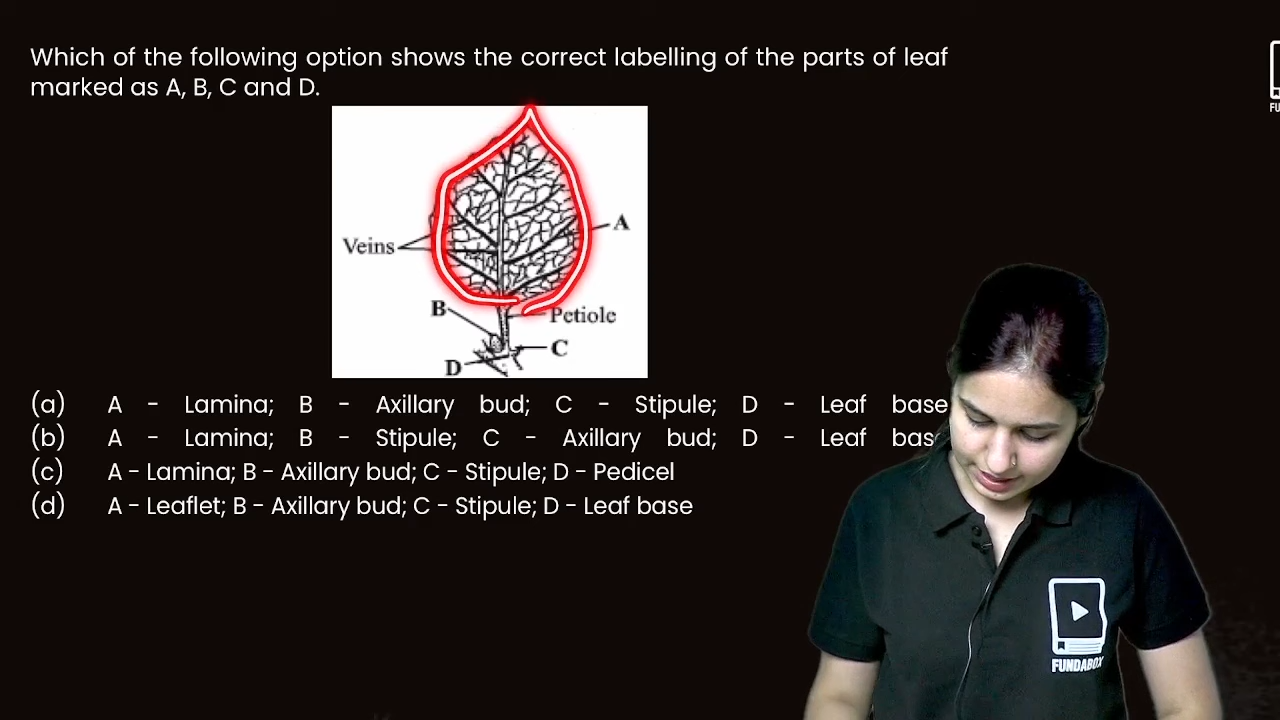 Which of the following option shows the correct labelling of the parts of leaf
marked as A, B, C and D.
A
Veins
B
Petiole
C
D
(a) A - Lamina; B - Axillary bud; C - Stipule; D - Leaf base
(b) A - Lamina; B - Stipule; C - Axillary bud; D - Leaf
(c) A - Lamina; B - Axillary bud; C - Stipule; D - Pedicel
(d) A - Leaflet; B - Axillary bud; C - Stipule; D - Leaf base
FUNDABOX